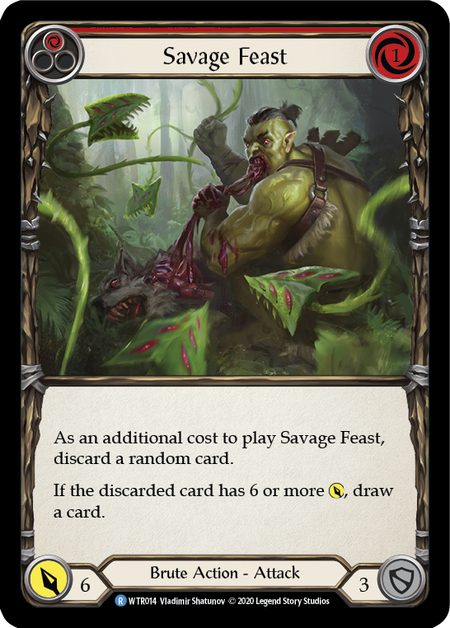 Savage Feast
1
As an additional cost to play Savage Feast,
discard a random card.
If the discarded card has 6 or more , draw
a card.
6
Brute Action - Attack
3
R WTR014 Vladimir Shatunov © 2020 Legend Story Studios